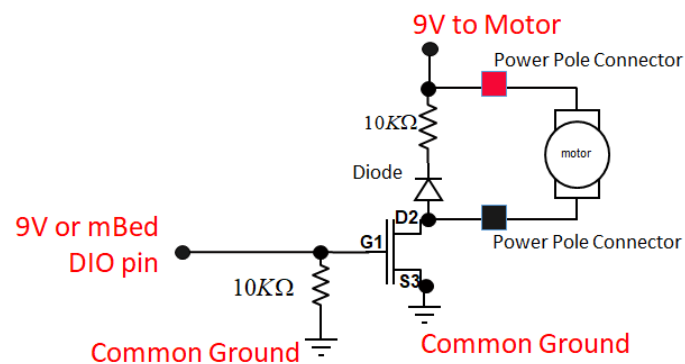 9V to Motor
Power Pole Connector
10KΩ
motor
Diode
D2
Power Pole Connector
9V or mBed
DIO pin
G1
10KΩ
S3
Common Ground
Common Ground